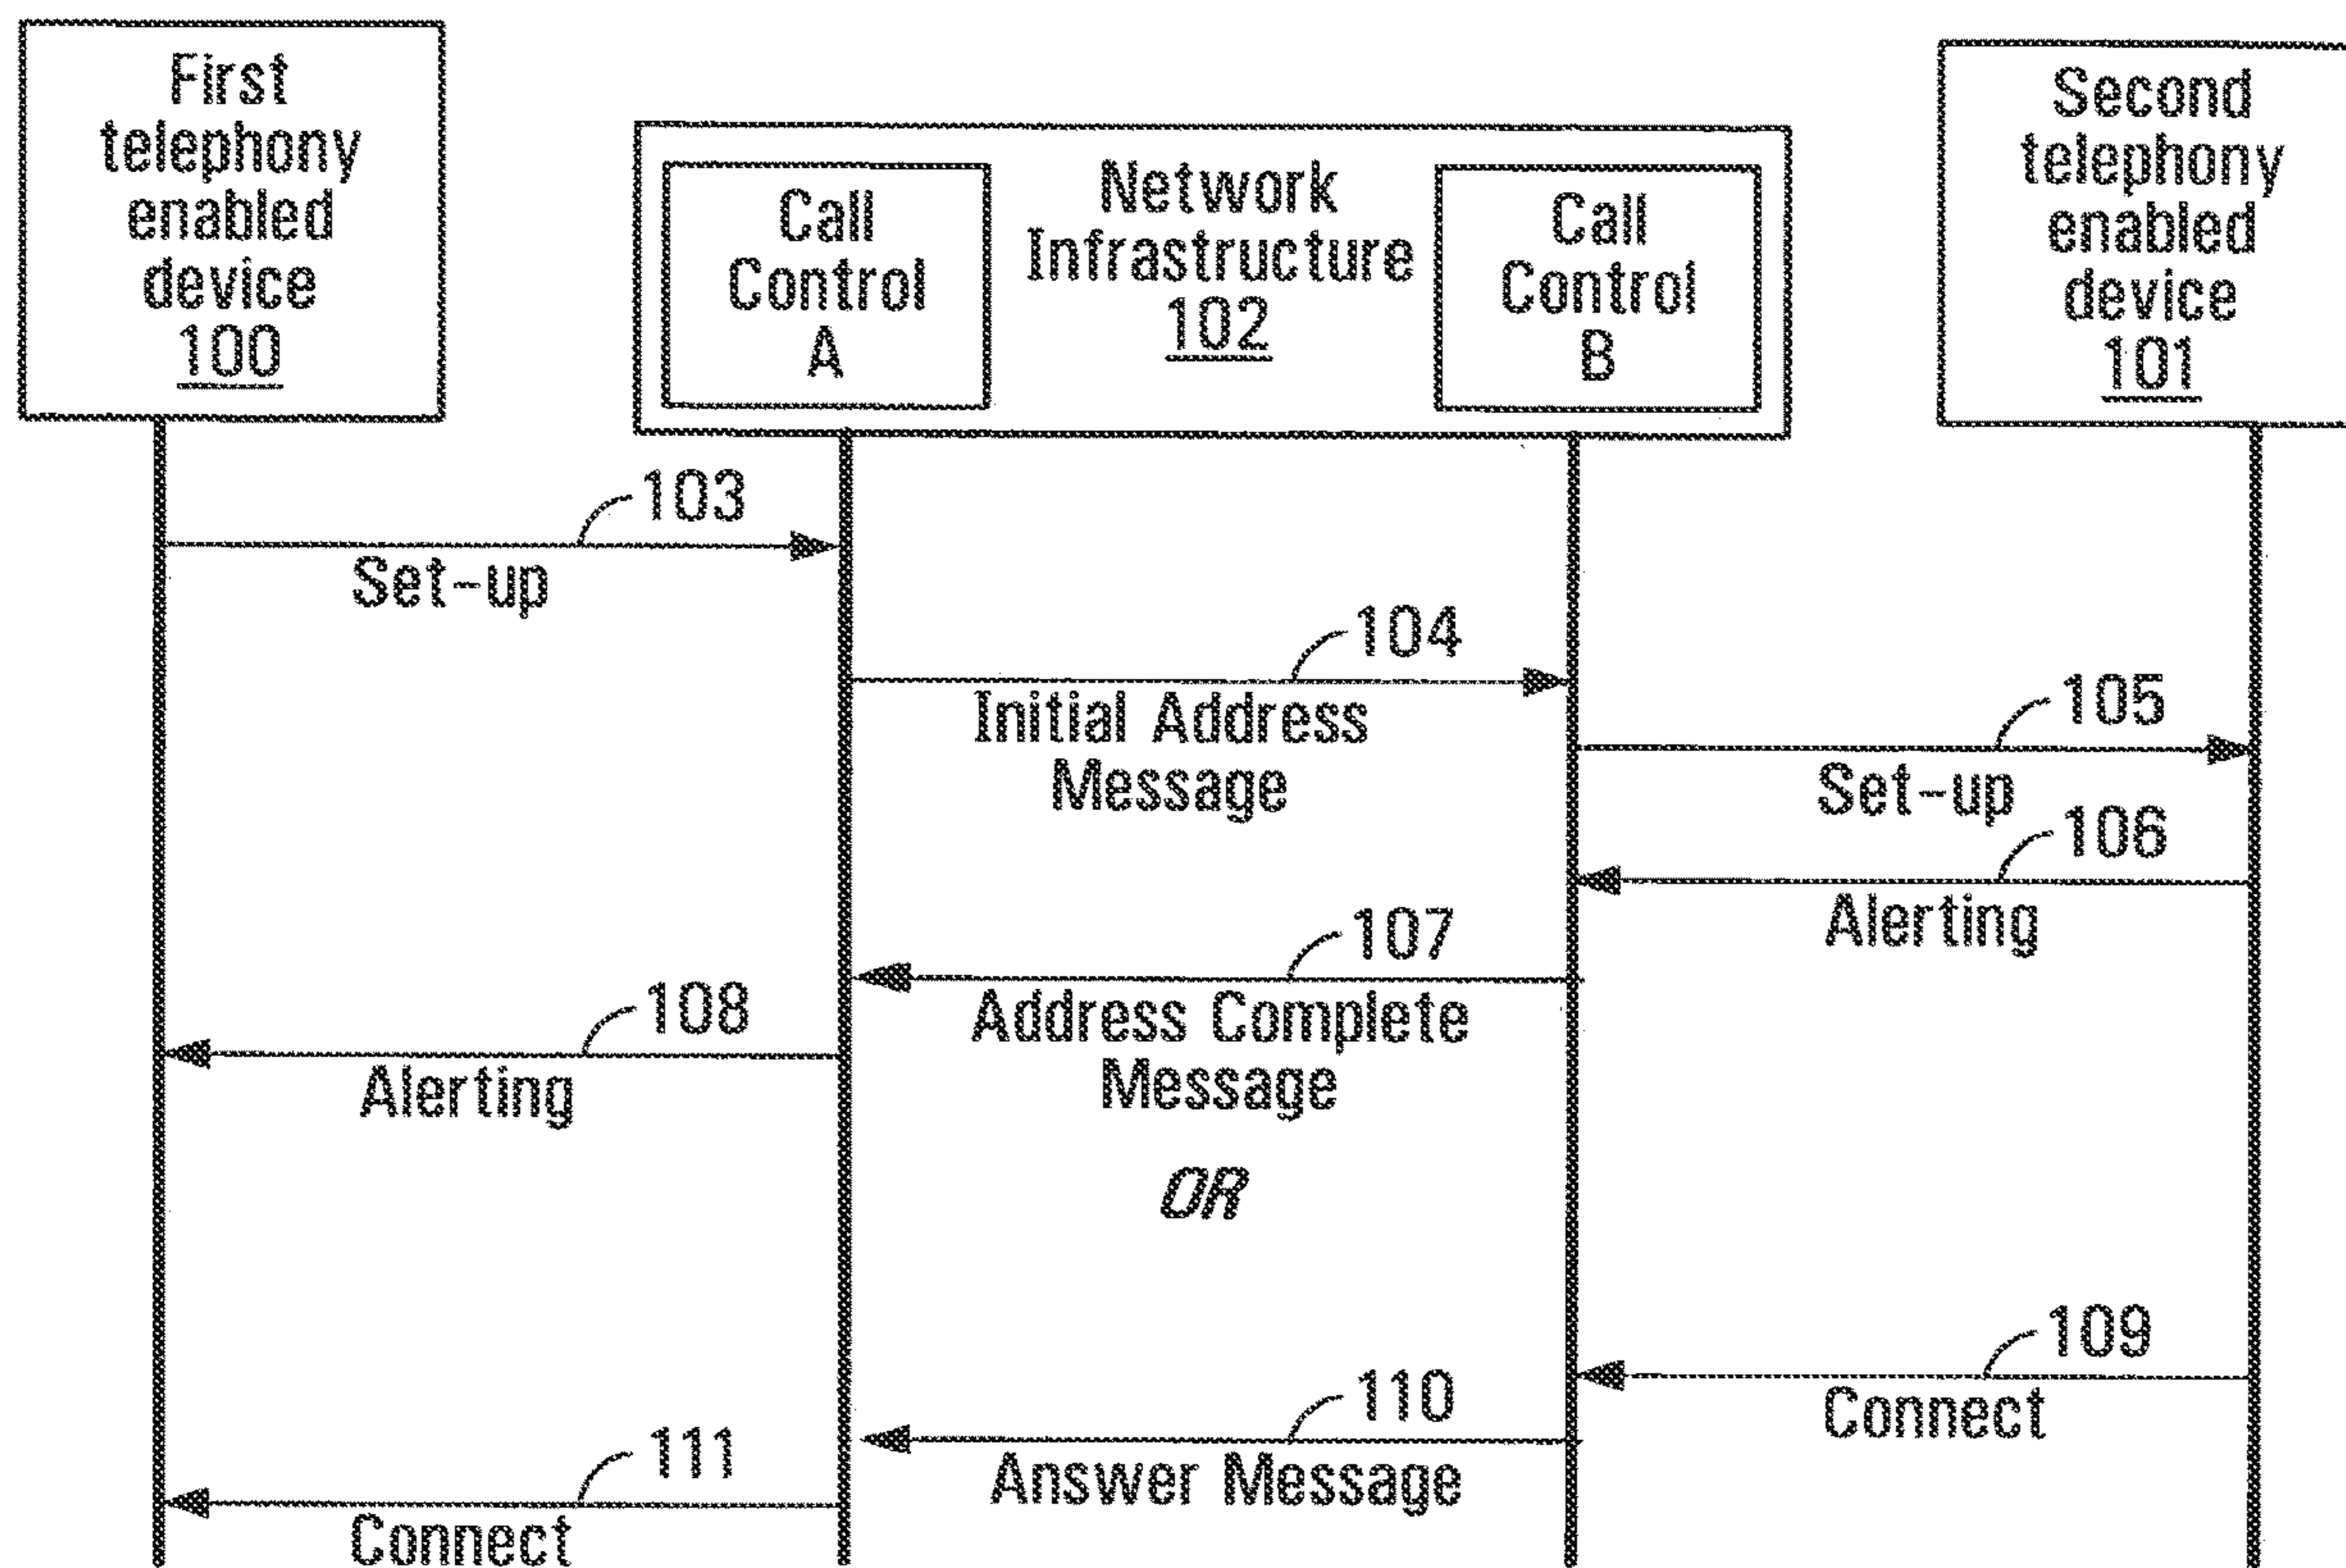 First
telephony
enabled
device
100
Call
Control
A
Network
Infrastructure
102
Call
Control
B
Second
telephony
enabled
device
101
103
Set-up
104
Initial Address
Message
105
Set-up
106
Alerting
107
Address Complete
Message
108
Alerting
OR
109
Connect
110
Answer Message
111
Connect